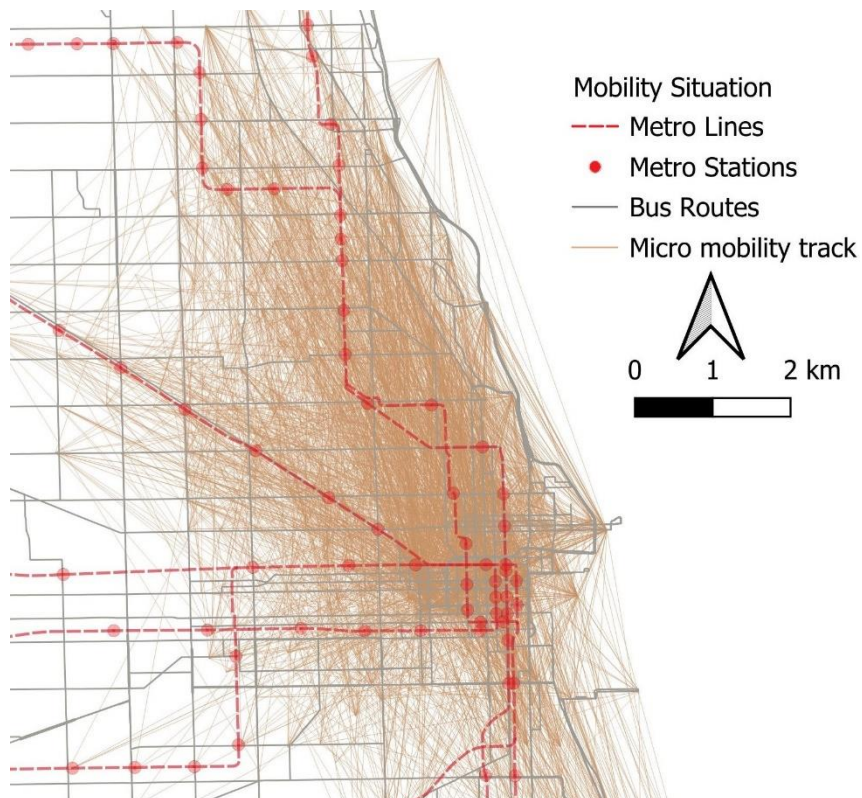 Mobility Situation
Metro Lines
Metro Stations
Bus Routes
Micro mobility track
0 1 2 km